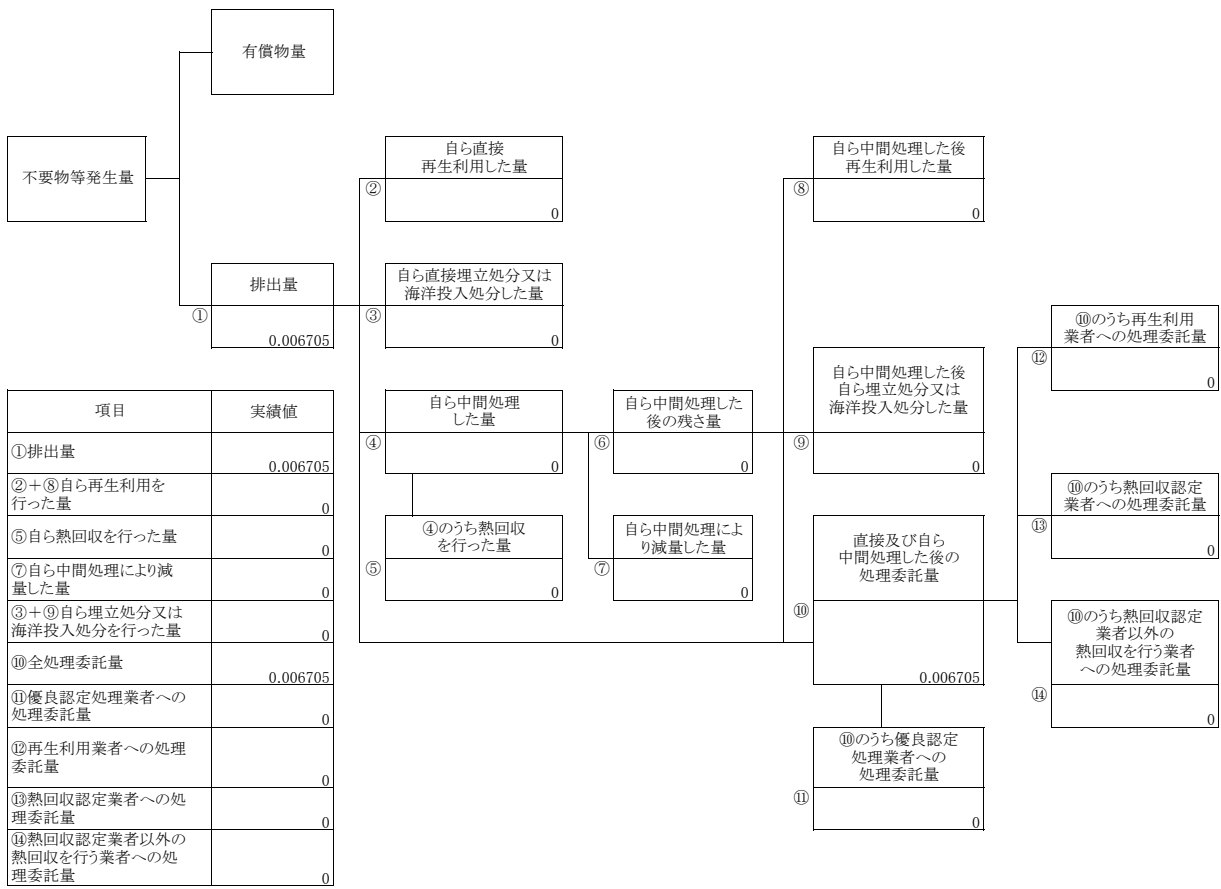 有償物量
不要物等発生量
排出量
①
0.006705
自ら直接
再生利用した量
②
0
自ら直接埋立処分又は
海洋投入処分した量
③
0
自ら中間処理
した量
④
0
④のうち熱回収
を行った量
⑤
0
自ら中間処理した
後の残さ量
⑥
0
自ら中間処理によ
り減量した量
⑦
0
自ら中間処理した後
再生利用した量
⑧
0
自ら中間処理した後
自ら埋立処分又は
海洋投入処分した量
⑨
0
直接及び自ら
中間処理した後の
処理委託量
⑩
0.006705
⑩のうち優良認定
処理業者への
処理委託量
⑪
0
⑩のうち再生利用
業者への処理委託量
⑫
0
⑩のうち熱回収認定
業者への処理委託量
⑬
0
⑩のうち熱回収認定
業者以外の
熱回収を行う業者
への処理委託量
⑭
0
項目 実績値
①排出量
0.006705
②+⑧自ら再生利用を
行った量
0
⑤自ら熱回収を行った量
0
⑦自ら中間処理により減
量した量
0
③+⑨自ら埋立処分又は
海洋投入処分を行った量
0
⑩全処理委託量
0.006705
⑪優良認定処理業者への
処理委託量
0
⑫再生利用業者への処理
委託量
0
⑬熱回収認定業者への処
理委託量
0
⑭熱回収認定業者以外の
熱回収を行う業者への処
理委託量
0